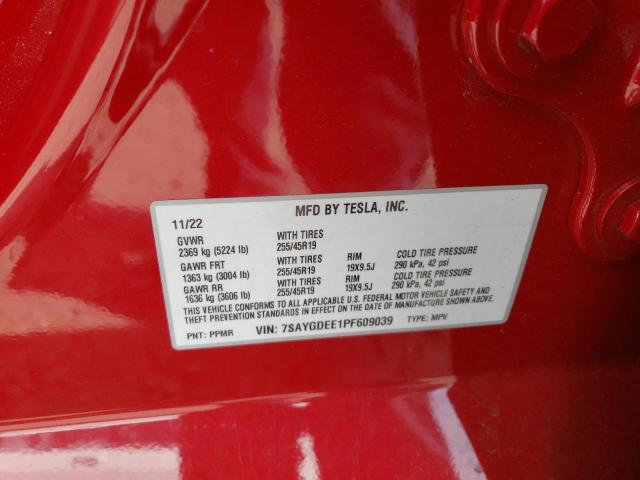 MFD BY TESLA, INC.
11/22
GVWR WITH TIRES
2369 kg (5224 lb) 255/45R19
GAWR FRT WITH TIRES RIM COLD TIRE PRESSURE
1363 kg (3004 lb) 255/45R19 19X9.5J 290 kPa, 42 psi
GAWR RR WITH TIRES RIM COLD TIRE PRESSURE
1636 kg (3606 lb) 255/45R19 19X9.5J 290 kPa, 42 psi
THIS VEHICLE CONFORMS TO ALL APPLICABLE U.S. FEDERAL MOTOR VEHICLE SAFETY AND
THEFT PREVENTION STANDARDS IN EFFECT ON THE DATE OF MANUFACTURE SHOWN ABOVE.
PNT: PPMR VIN: 7SAYGDEE1PF609039 TYPE: MPV